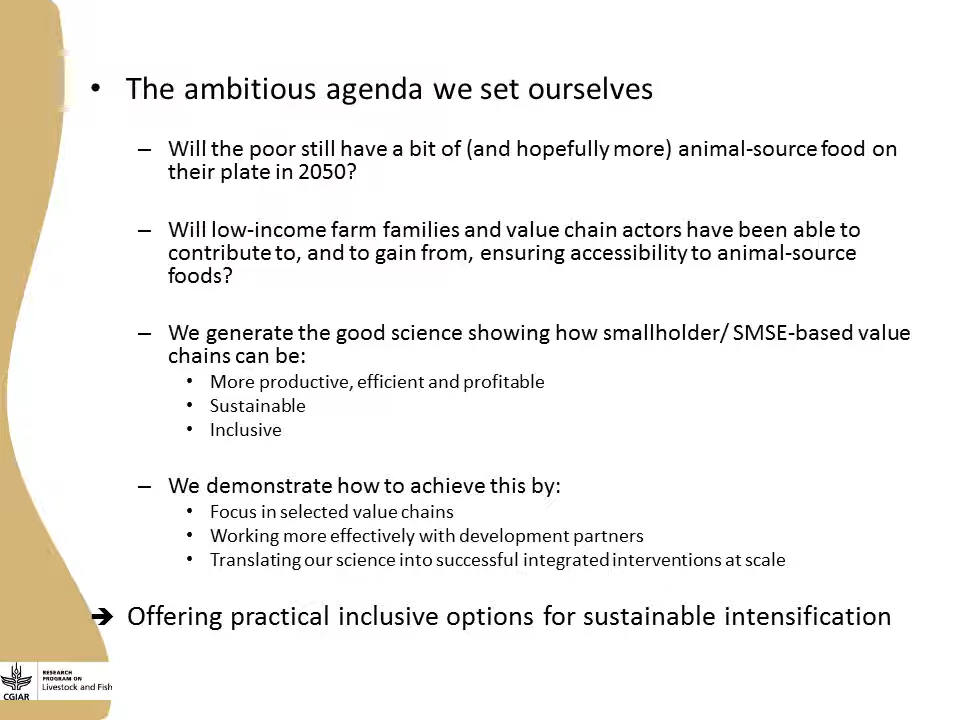 • The ambitious agenda we set ourselves
– Will the poor still have a bit of (and hopefully more) animal-source food on
their plate in 2050?
– Will low-income farm families and value chain actors have been able to
contribute to, and to gain from, ensuring accessibility to animal-source
foods?
– We generate the good science showing how smallholder/ SMSE-based value
chains can be:
• More productive, efficient and profitable
• Sustainable
• Inclusive
– We demonstrate how to achieve this by:
• Focus in selected value chains
• Working more effectively with development partners
• Translating our science into successful integrated interventions at scale
➔ Offering practical inclusive options for sustainable intensification
CGIAR
RESEARCH
PROGRAM ON
Livestock and Fish